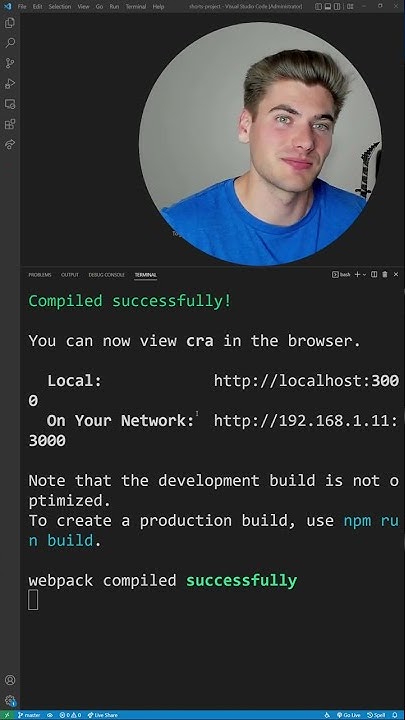 File Edit Selection View Go Run Terminal Help shorts-project - Visual Studio Code [Administrator]
PROBLEMS OUTPUT DEBUG CONSOLE TERMINAL bash
Compiled successfully!
You can now view cra in the browser.
Local: http://localhost:300
0
On Your Network: http://192.168.1.11:
3000
Note that the development build is not o
ptimized.
To create a production build, use npm ru
n build.
webpack compiled successfully
master 0 0 Live Share Go Live Spell